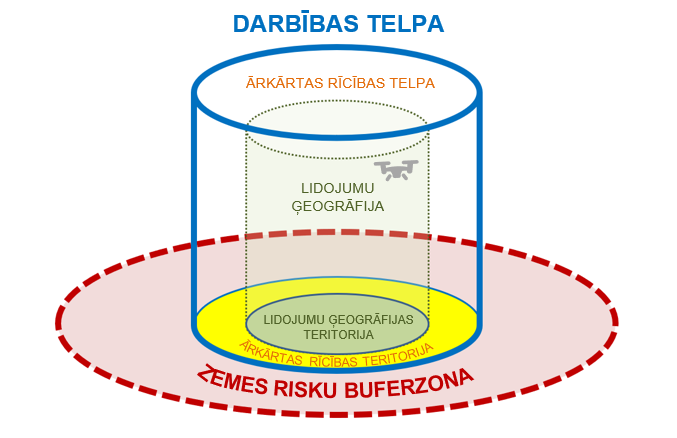 DARBĪBAS TELPA
ĀRKĀRTAS RĪCĪBAS TELPA
LIDOJUMU
ĢEOGRĀFIJA
LIDOJUMU ĢEOGRĀFIJAS
TERITORIJA
ĀRKĀRTAS RĪCĪBAS TERITORIJA
ZEMES RISKU BUFERZONA